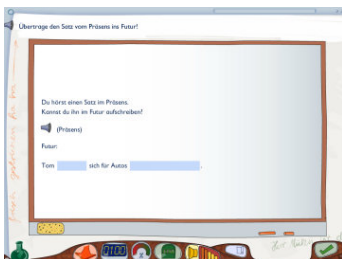 Übertrage den Satz vom Präsens ins Futur!
Du hörst einen Satz im Präsens.
Kannst du ihn im Futur aufschreiben?
(Präsens)
Futur:
Tom sich für Autos .